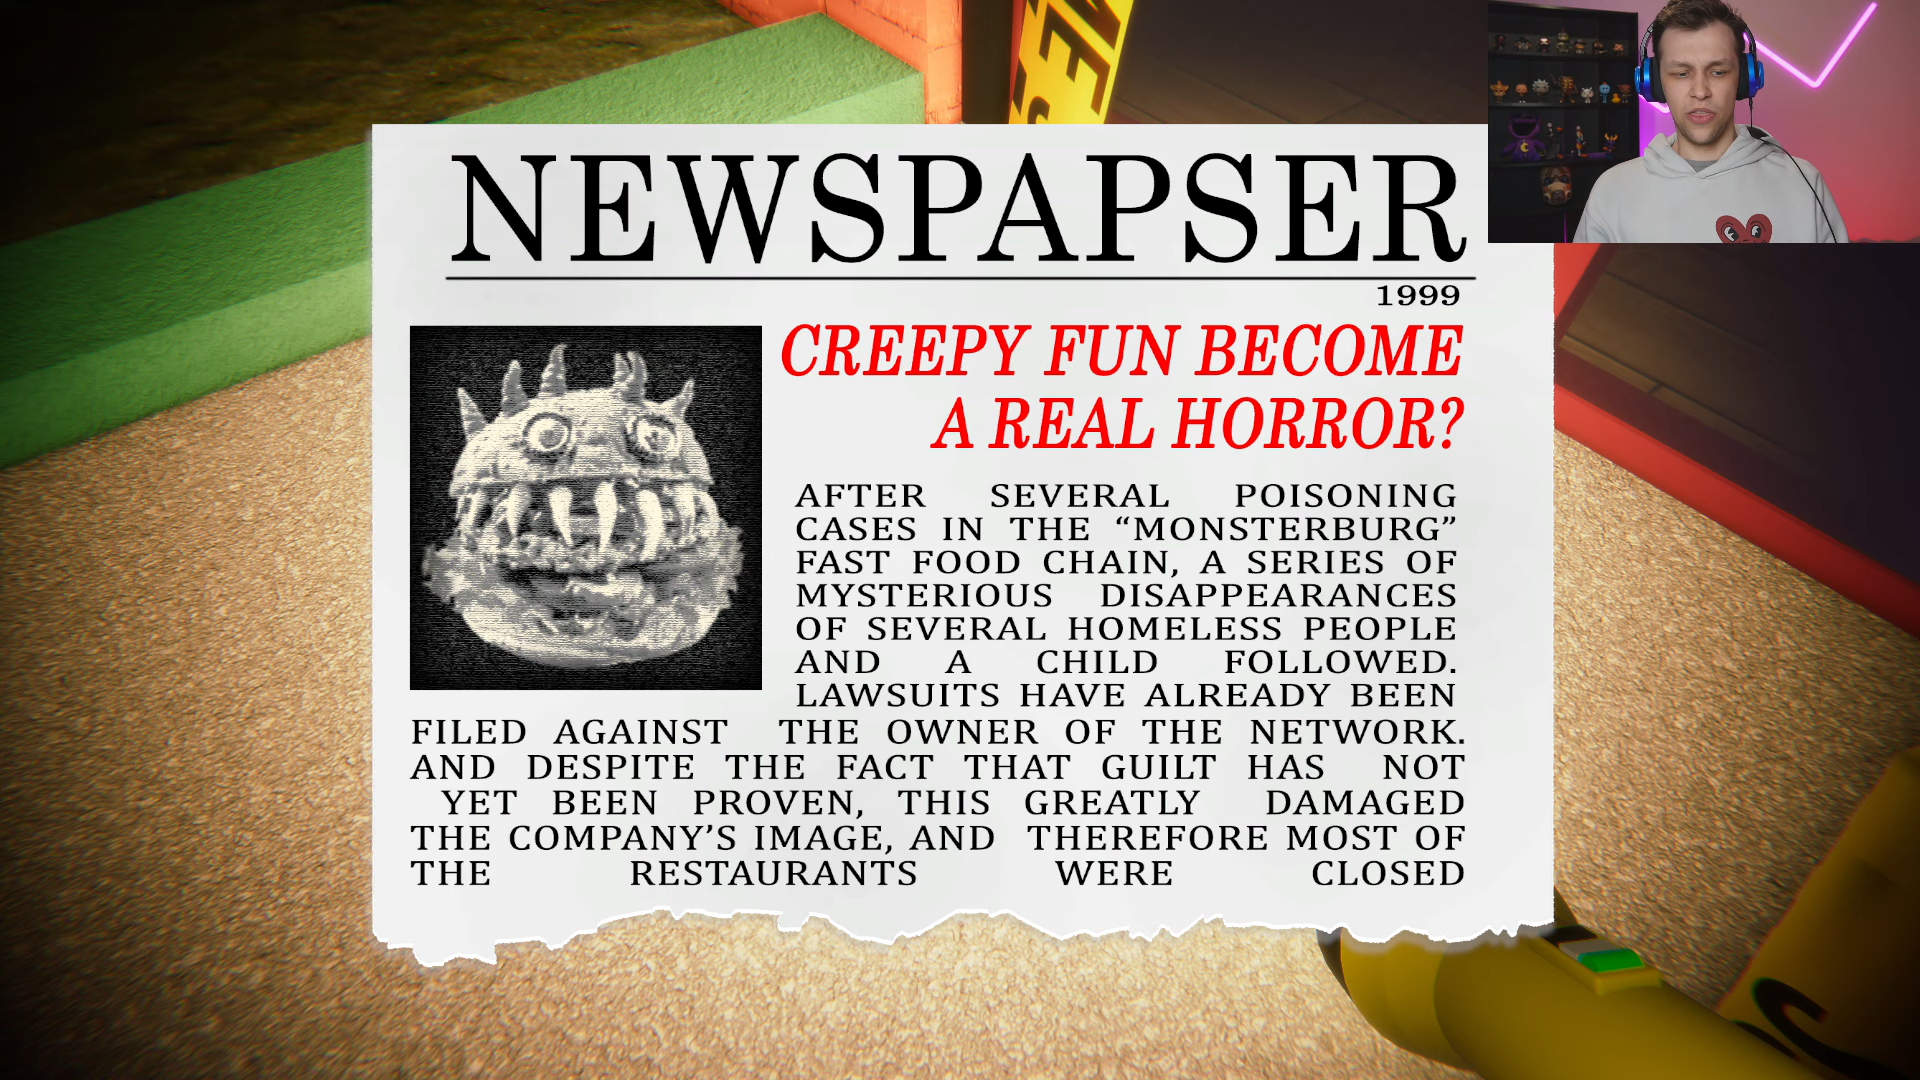 NEWSPAPSER
1999
CREEPY FUN BECOME
A REAL HORROR?
AFTER SEVERAL POISONING
CASES IN THE “MONSTERBURG”
FAST FOOD CHAIN, A SERIES OF
MYSTERIOUS DISAPPEARANCES
OF SEVERAL HOMELESS PEOPLE
AND A CHILD FOLLOWED.
LAWSUITS HAVE ALREADY BEEN
FILED AGAINST THE OWNER OF THE NETWORK.
AND DESPITE THE FACT THAT GUILT HAS NOT
YET BEEN PROVEN, THIS GREATLY DAMAGED
THE COMPANY’S IMAGE, AND THEREFORE MOST OF
THE RESTAURANTS WERE CLOSED